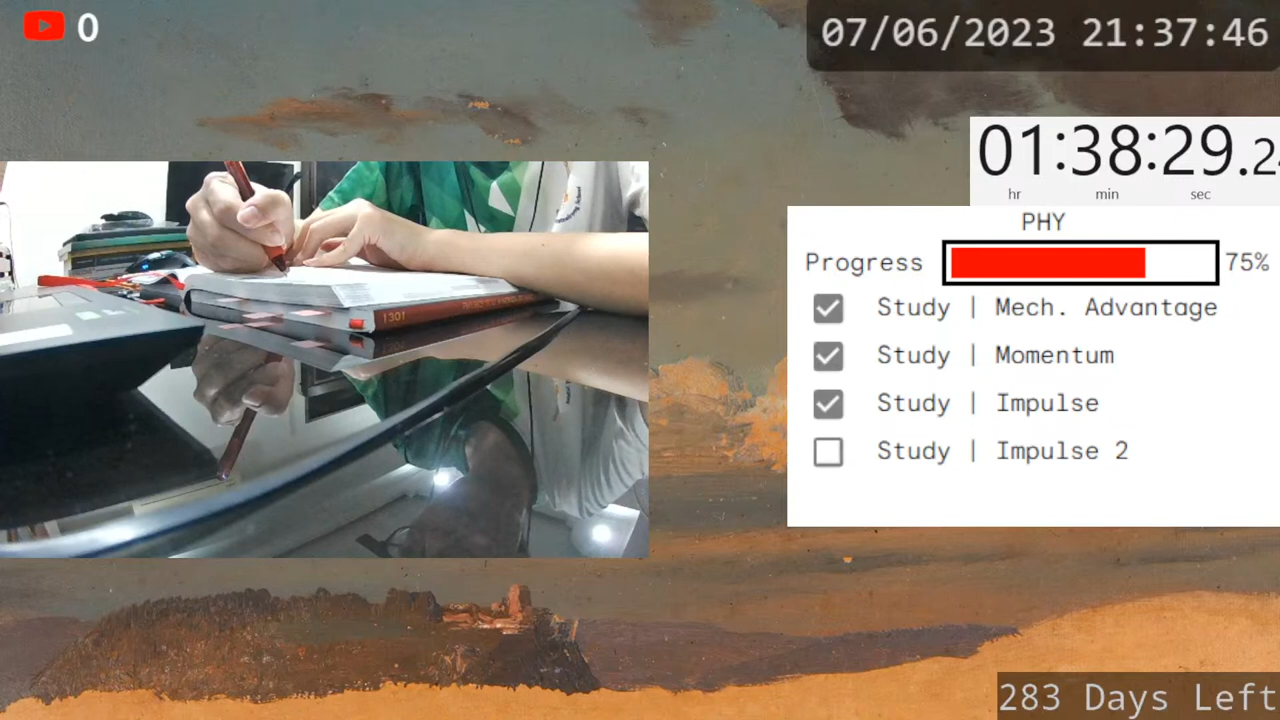 0
07/06/2023 21:37:46
01:38:29.2
hr min sec
PHY
Progress 75%
Study | Mech. Advantage
Study | Momentum
Study | Impulse
Study | Impulse 2
1301
283 Days Left